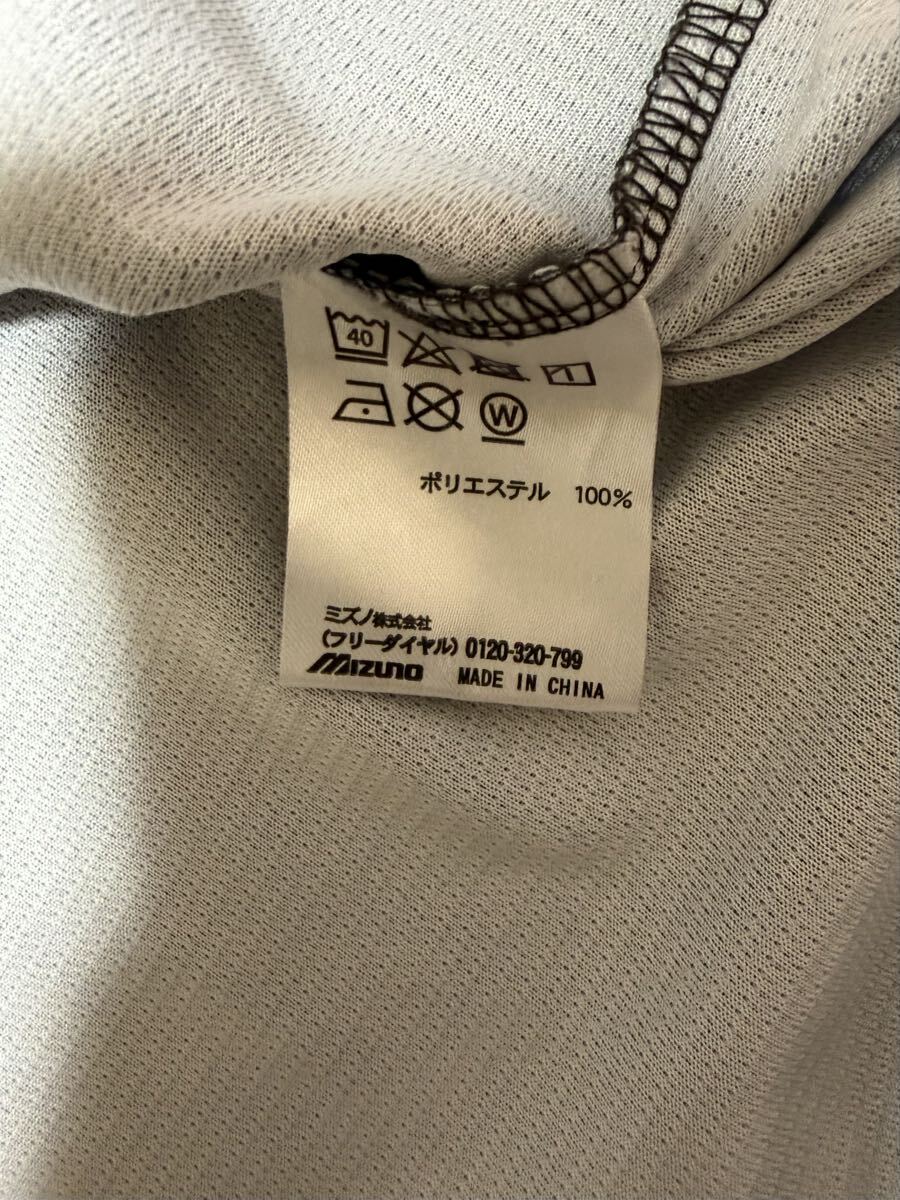 40
W
ポリエステル 100%
ミズノ株式会社
(フリーダイヤル) 0120-320-799
MIZUNO MADE IN CHINA